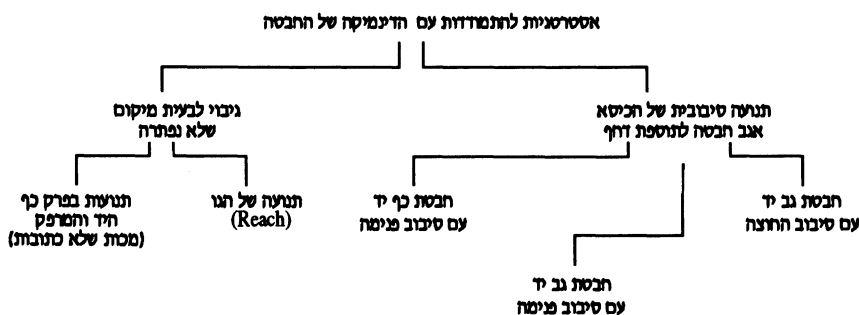 אסטרטגיות להתמודדות עם הדינמיקה של החבטה
תנועה סיבובית של הכיסא
אגב חבטה לתוספת דחף
גיבוי לבעית מיקום
שלא נפתרה
חבטת גב יד
עם סיבוב החוצה
חבטת גב יד
עם סיבוב פנימה
חבטת כף יד
עם סיבוב פנימה
תנועה של הגו
(Reach)
תנועות בפרק כף
היד והמרפק
(מכות שלא כתובות)